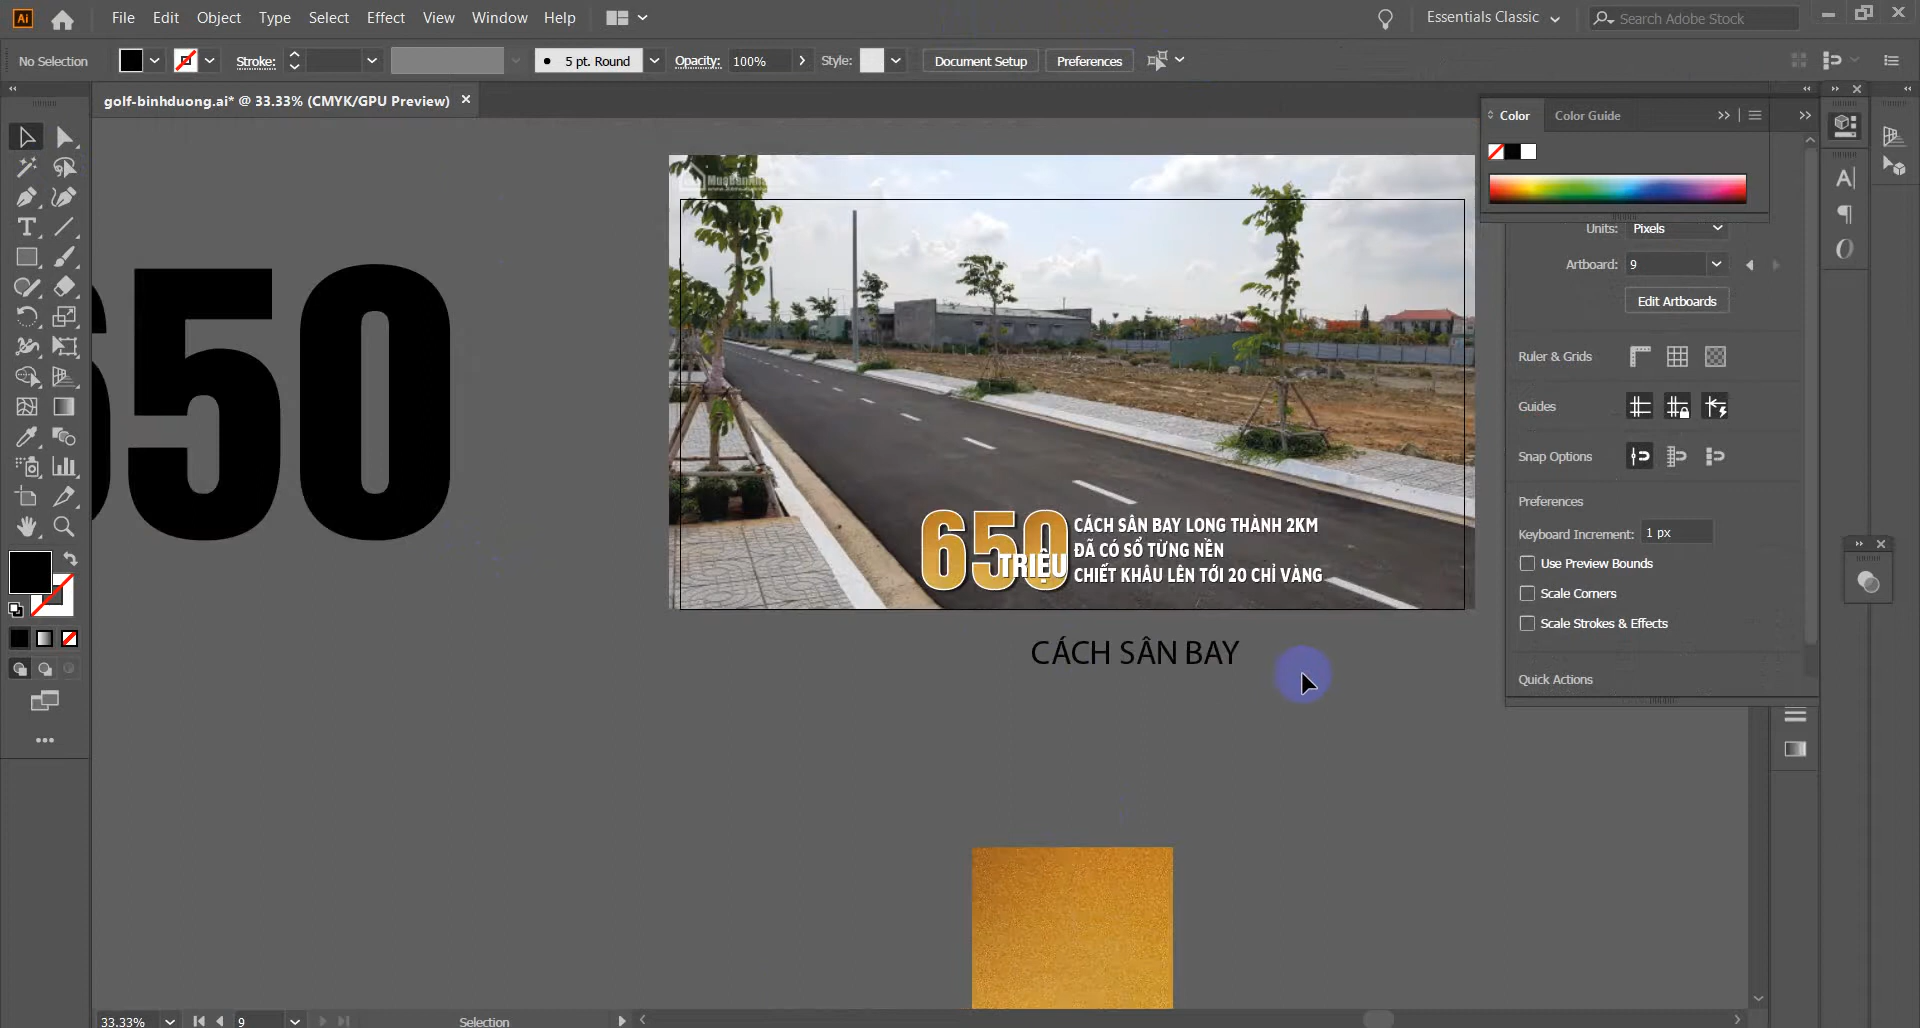 Ai File Edit Object Type Select Effect View Window Help Essentials Classic Search Adobe Stock
No Selection Stroke: 5 pt. Round Opacity: 100% Style: Document Setup Preferences
golf-binhduong.ai* @ 33.33% (CMYK/GPU Preview)
Color Color Guide
Units: Pixels
Artboard: 9
Edit Artboards
Ruler & Grids
Guides
Snap Options
Preferences
Keyboard Increment: 1 px
Use Preview Bounds
Scale Corners
Scale Strokes & Effects
Quick Actions
650
650
TRIỆU
CÁCH SÂN BAY LONG THÀNH 2KM
ĐÃ CÓ SỔ TỪNG NỀN
CHIẾT KHẤU LÊN TỚI 20 CHỈ VÀNG
CÁCH SÂN BAY
33.33% 9 Selection